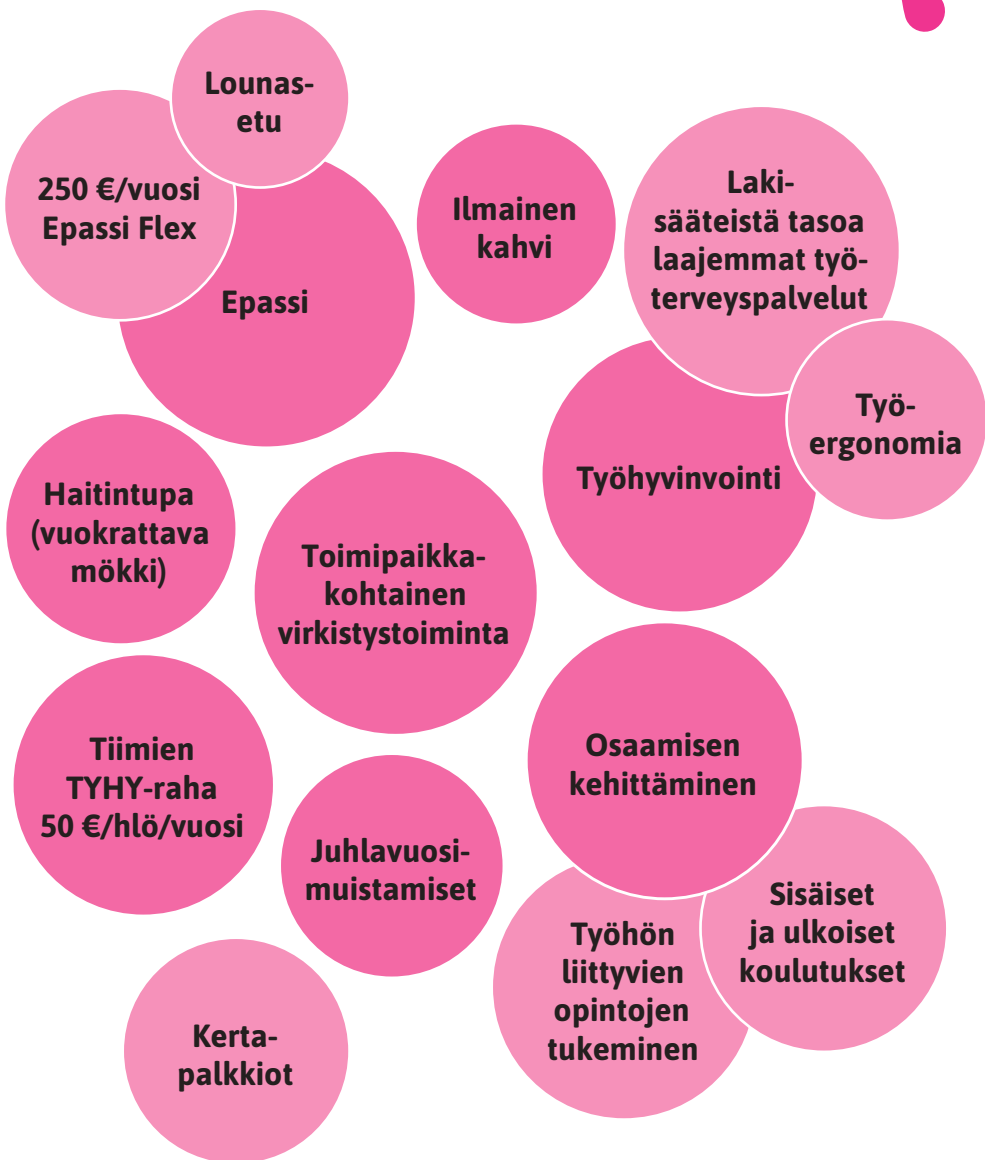 Lounas-
etu
250 €/vuosi
Epassi Flex
Epassi
Ilmainen
kahvi
Laki-
sääteistä tasoa
laajemmat työ-
terveyspalvelut
Työ-
ergonomia
Työhyvinvointi
Haitintupa
(vuokrattava
mökki)
Toimipaikka-
kohtainen
virkistystoiminta
Tiimien
TYHY-raha
50 €/hlö/vuosi
Juhlavuosi-
muistamiset
Osaamisen
kehittäminen
Työhön
liittyvien
opintojen
tukeminen
Sisäiset
ja ulkoiset
koulutukset
Kerta-
palkkiot